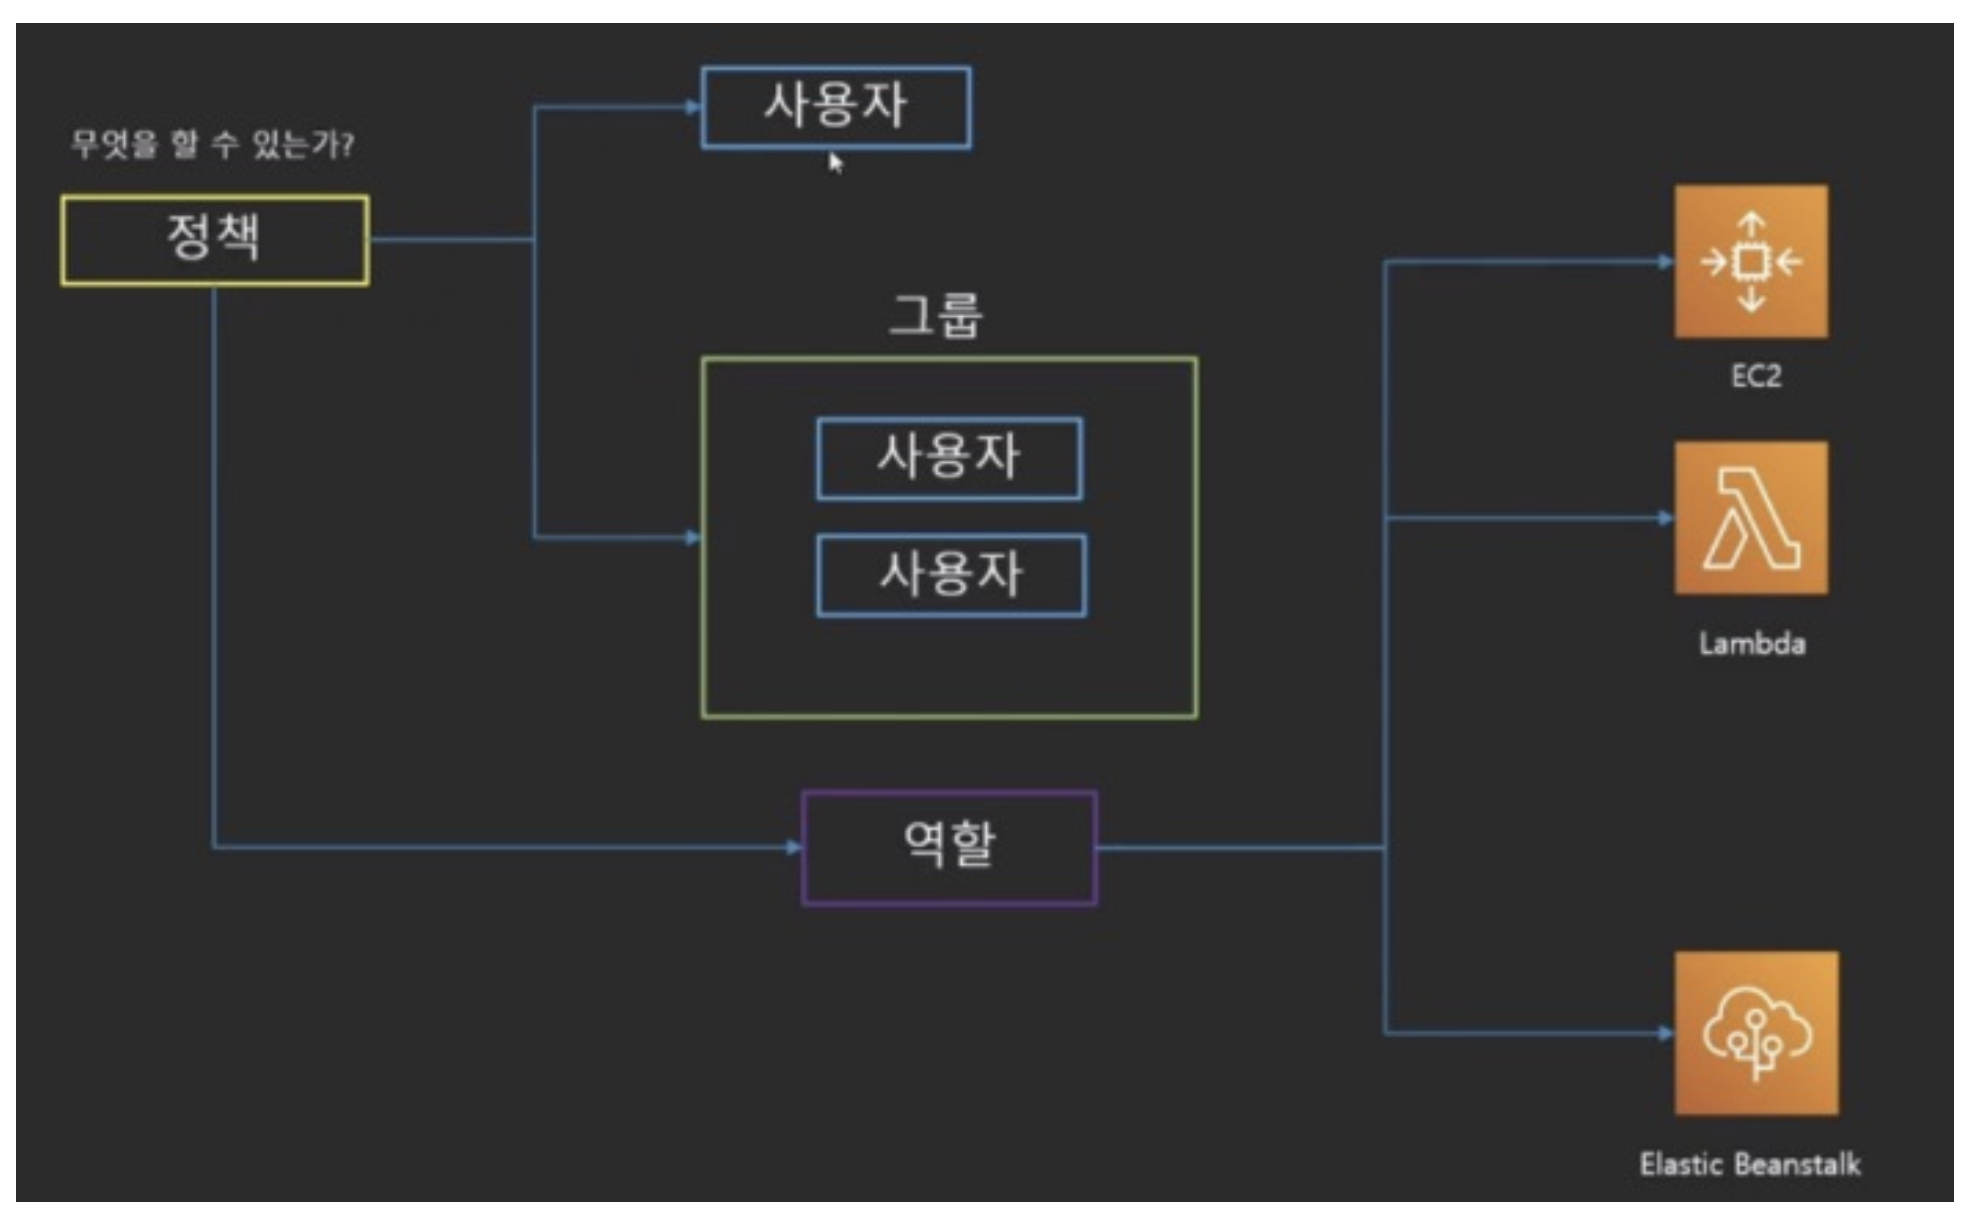 사용자
무엇을 할 수 있는가?
정책
그룹
사용자
사용자
역할
EC2
Lambda
Elastic Beanstalk